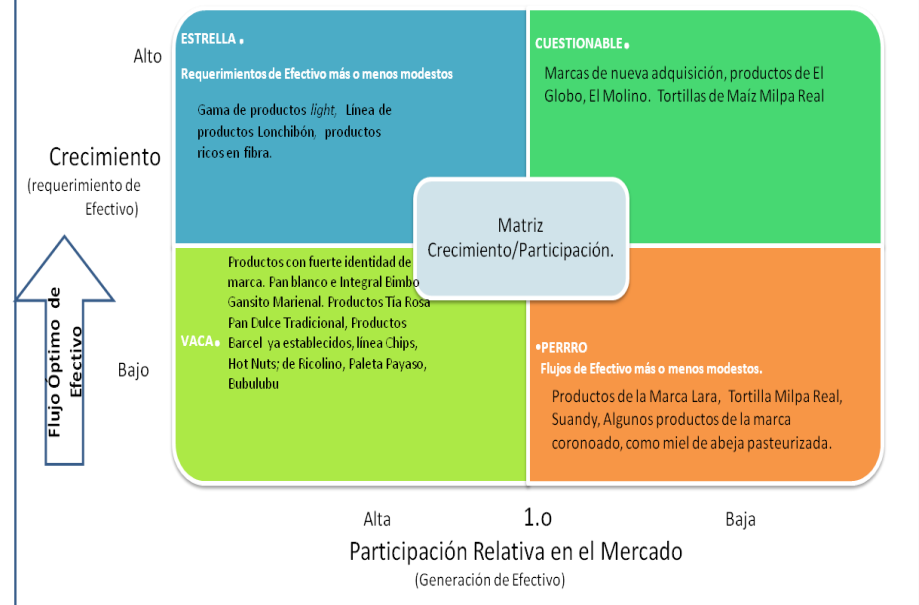 ESTRELLA .
Requerimientos de Efectivo más o menos modestos
Gama de productos light, Línea de
productos Lonchibón, productos
ricos en fibra.
CUESTIONABLE.
Marcas de nueva adquisición, productos de El
Globo, El Molino. Tortillas de Maíz Milpa Real
Alto
Crecimiento
(requerimiento de
Efectivo)
Matriz
Crecimiento/Participación.
Flujo Óptimo de
Efectivo
Bajo
VACA.
Productos con fuerte identidad de
marca. Pan blanco e Integral Bimbo
Gansito Marienal. Productos Tía Rosa
Pan Dulce Tradicional, Productos
Barcel ya establecidos, línea Chips,
Hot Nuts; de Ricolino, Paleta Payaso,
Bubulubu
•PERRRO
Flujos de Efectivo más o menos modestos.
Productos de la Marca Lara, Tortilla Milpa Real,
Suandy, Algunos productos de la marca
coronoado, como miel de abeja pasteurizada.
Alta
1.o
Baja
Participación Relativa en el Mercado
(Generación de Efectivo)